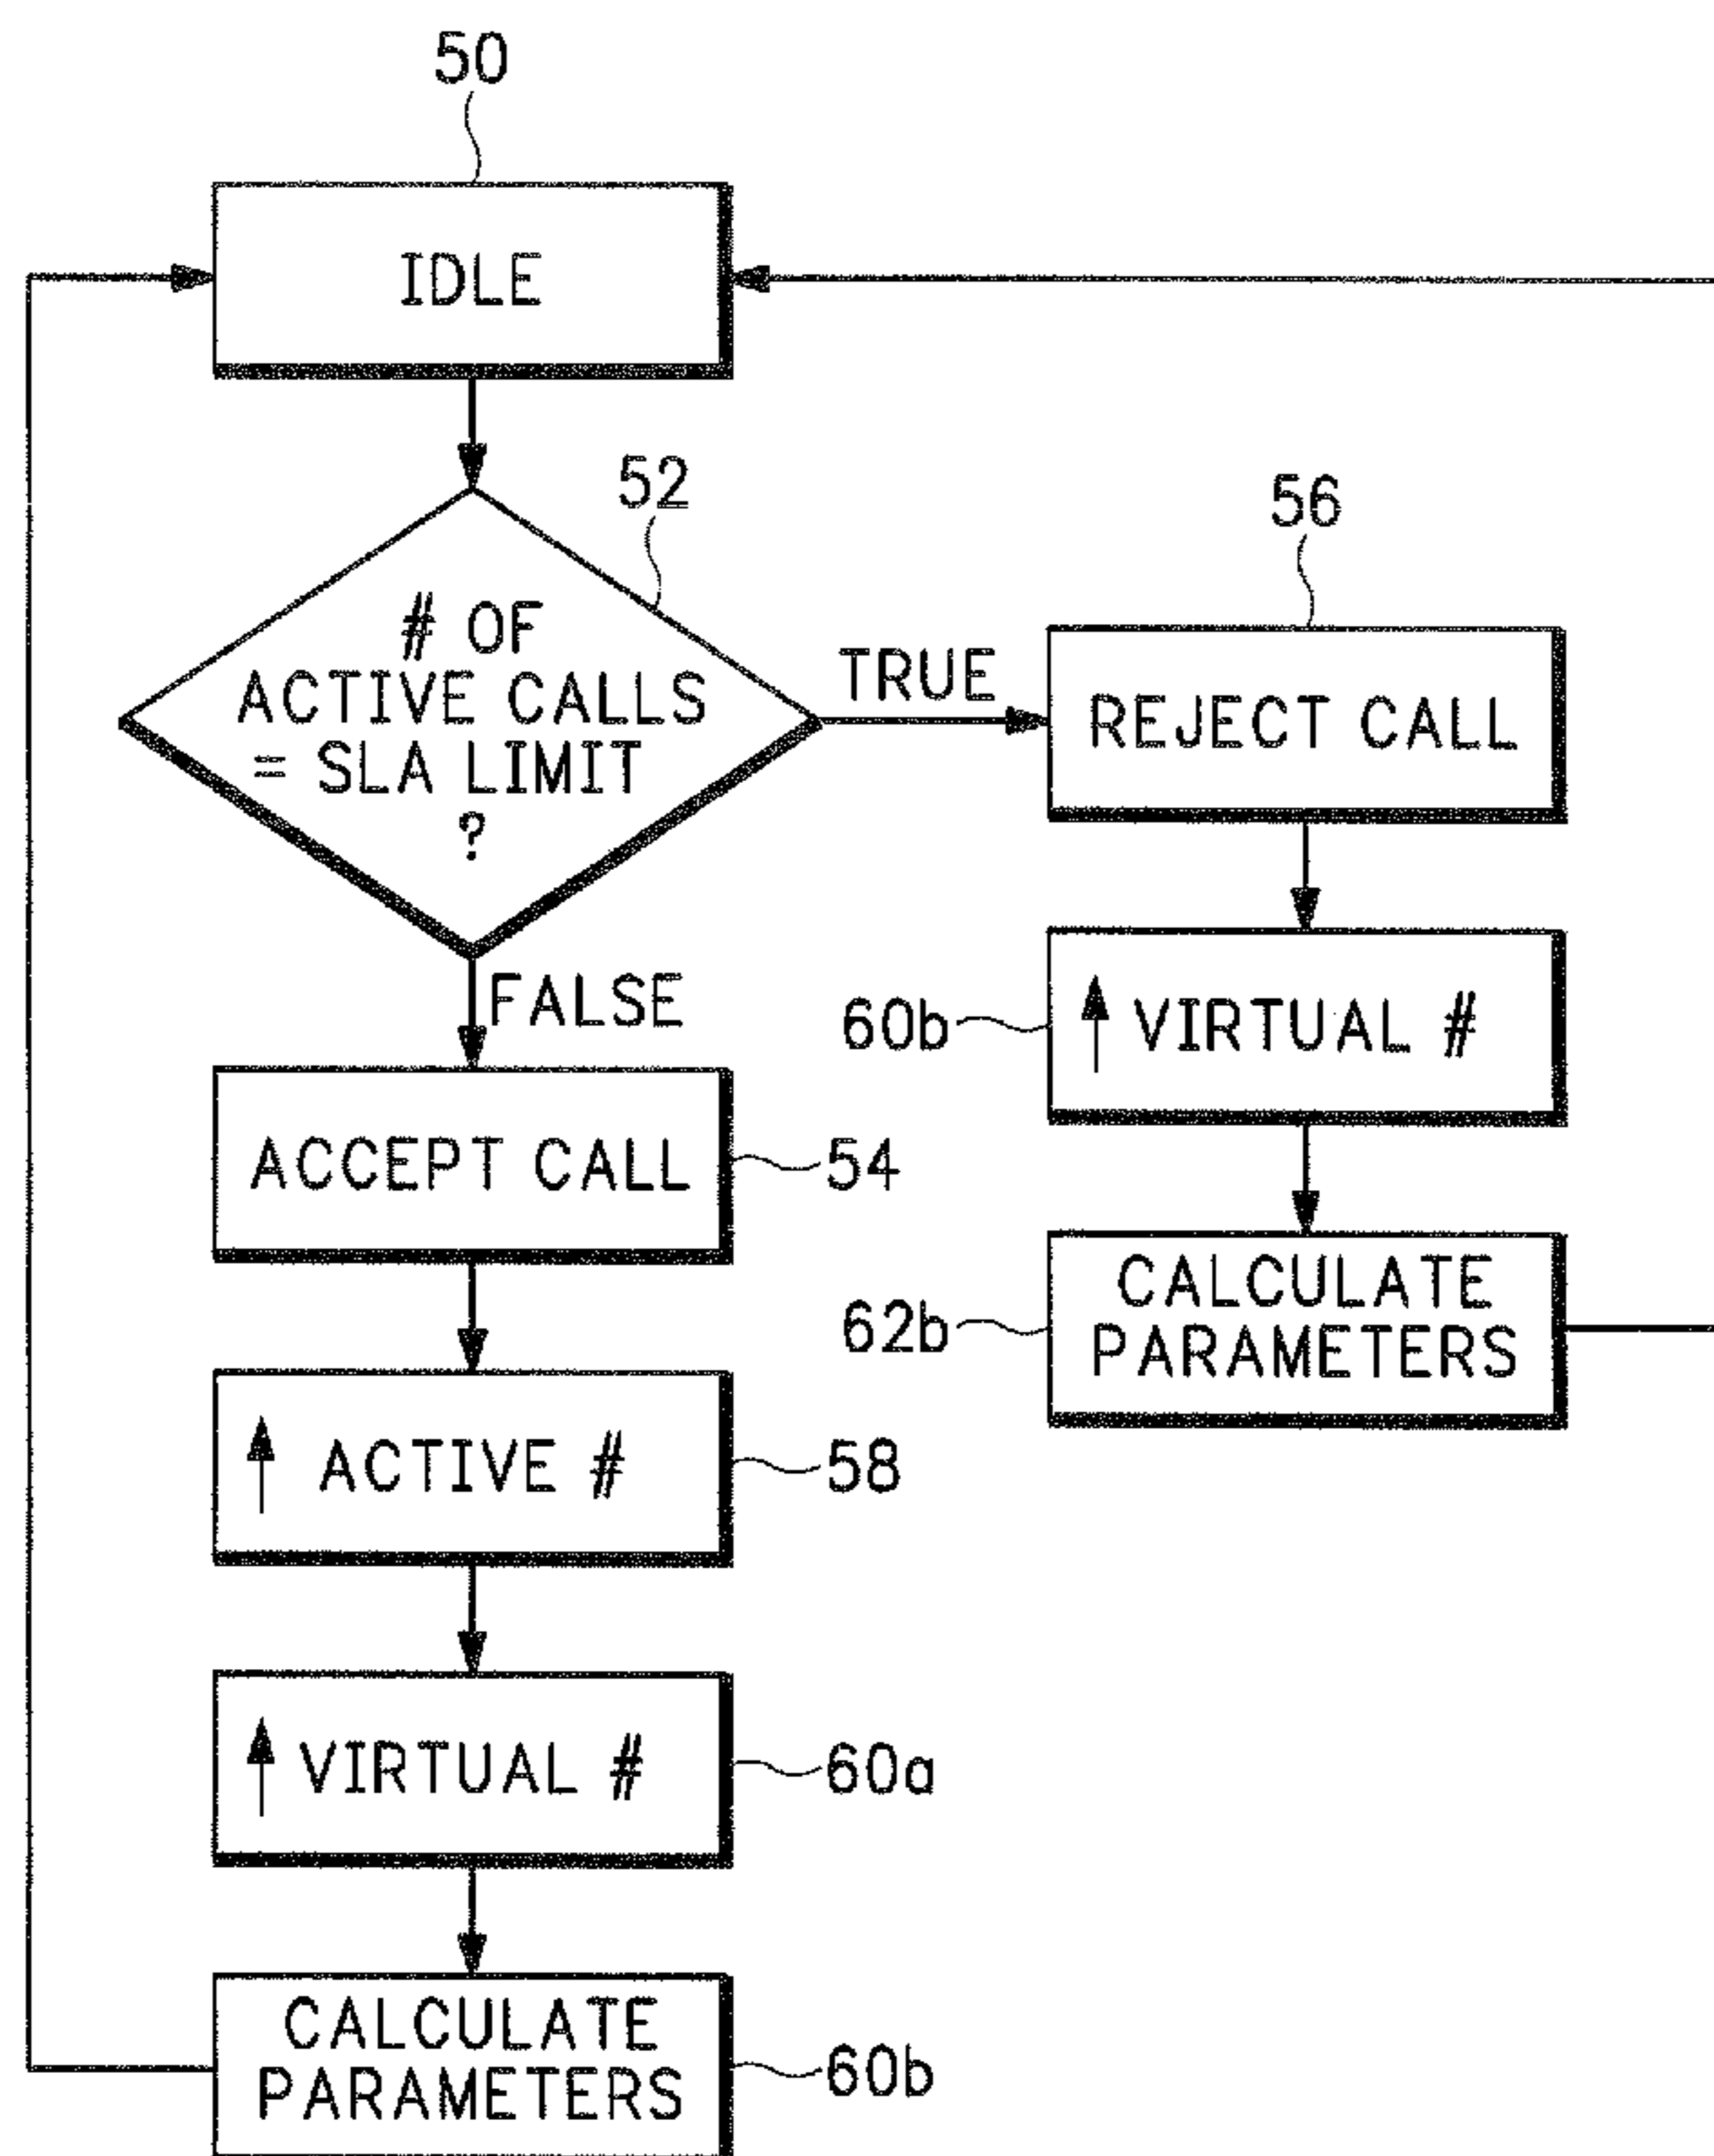 50
IDLE
52
# OF
ACTIVE CALLS
= SLA LIMIT
?
TRUE
FALSE
56
REJECT CALL
60b
↑ VIRTUAL #
62b
CALCULATE
PARAMETERS
ACCEPT CALL
54
↑ ACTIVE #
58
↑ VIRTUAL #
60a
CALCULATE
PARAMETERS
60b